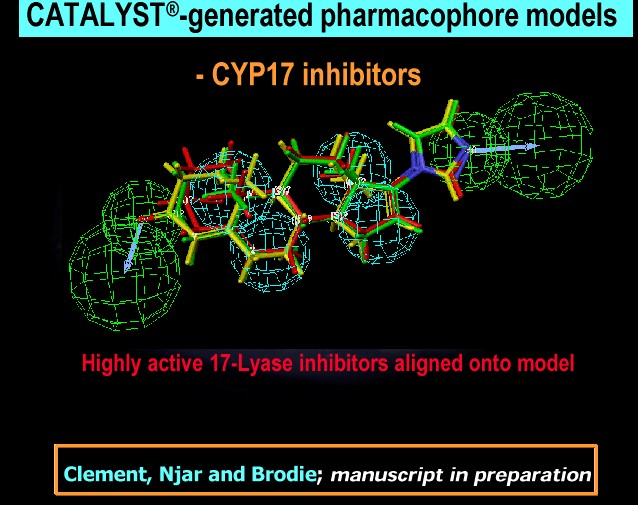 CATALYST®-generated pharmacophore models
- CYP17 inhibitors
Highly active 17-Lyase inhibitors aligned onto model
Clement, Njar and Brodie; manuscript in preparation